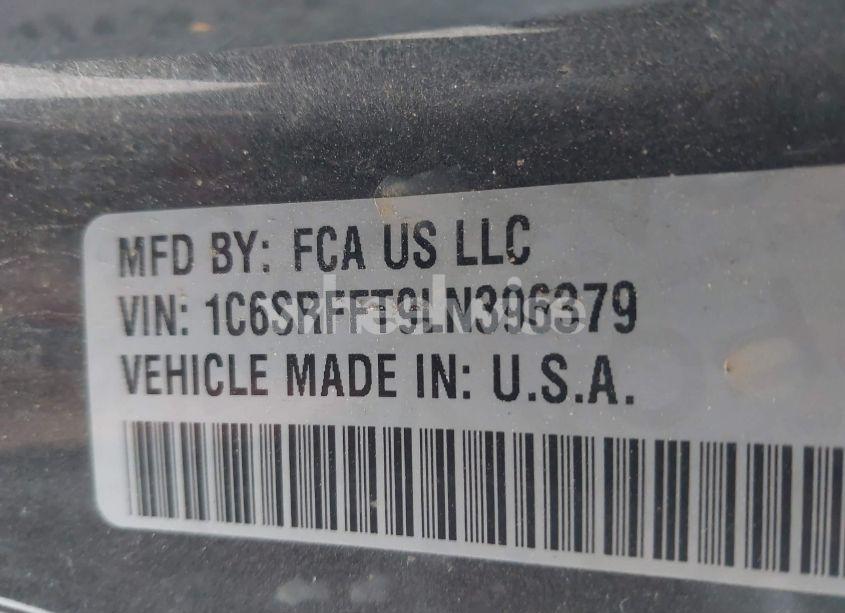 MFD BY: FCA US LLC
VIN: 1C6SRFFT9LN396379
VEHICLE MADE IN: U.S.A.